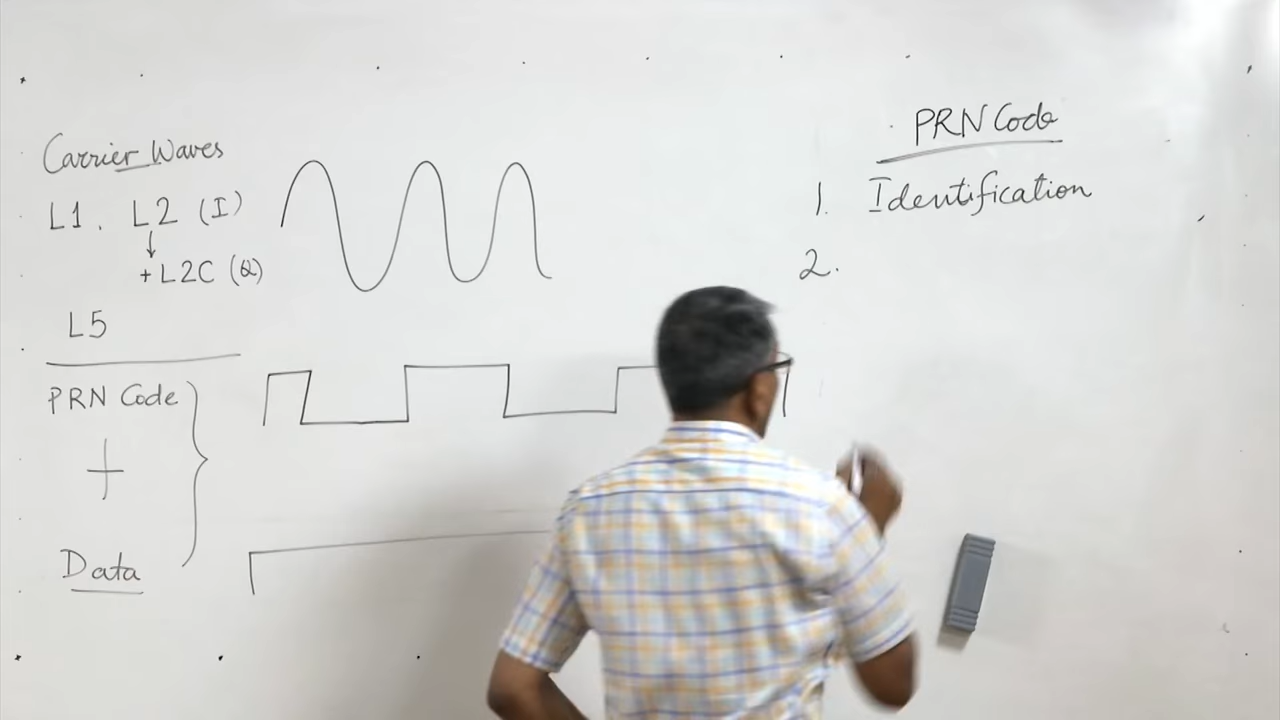 Carrier Waves
L1. L2 (I)
+ L2C (Q)
L5
PRN Code
+
Data
PRN Code
1. Identification
2.